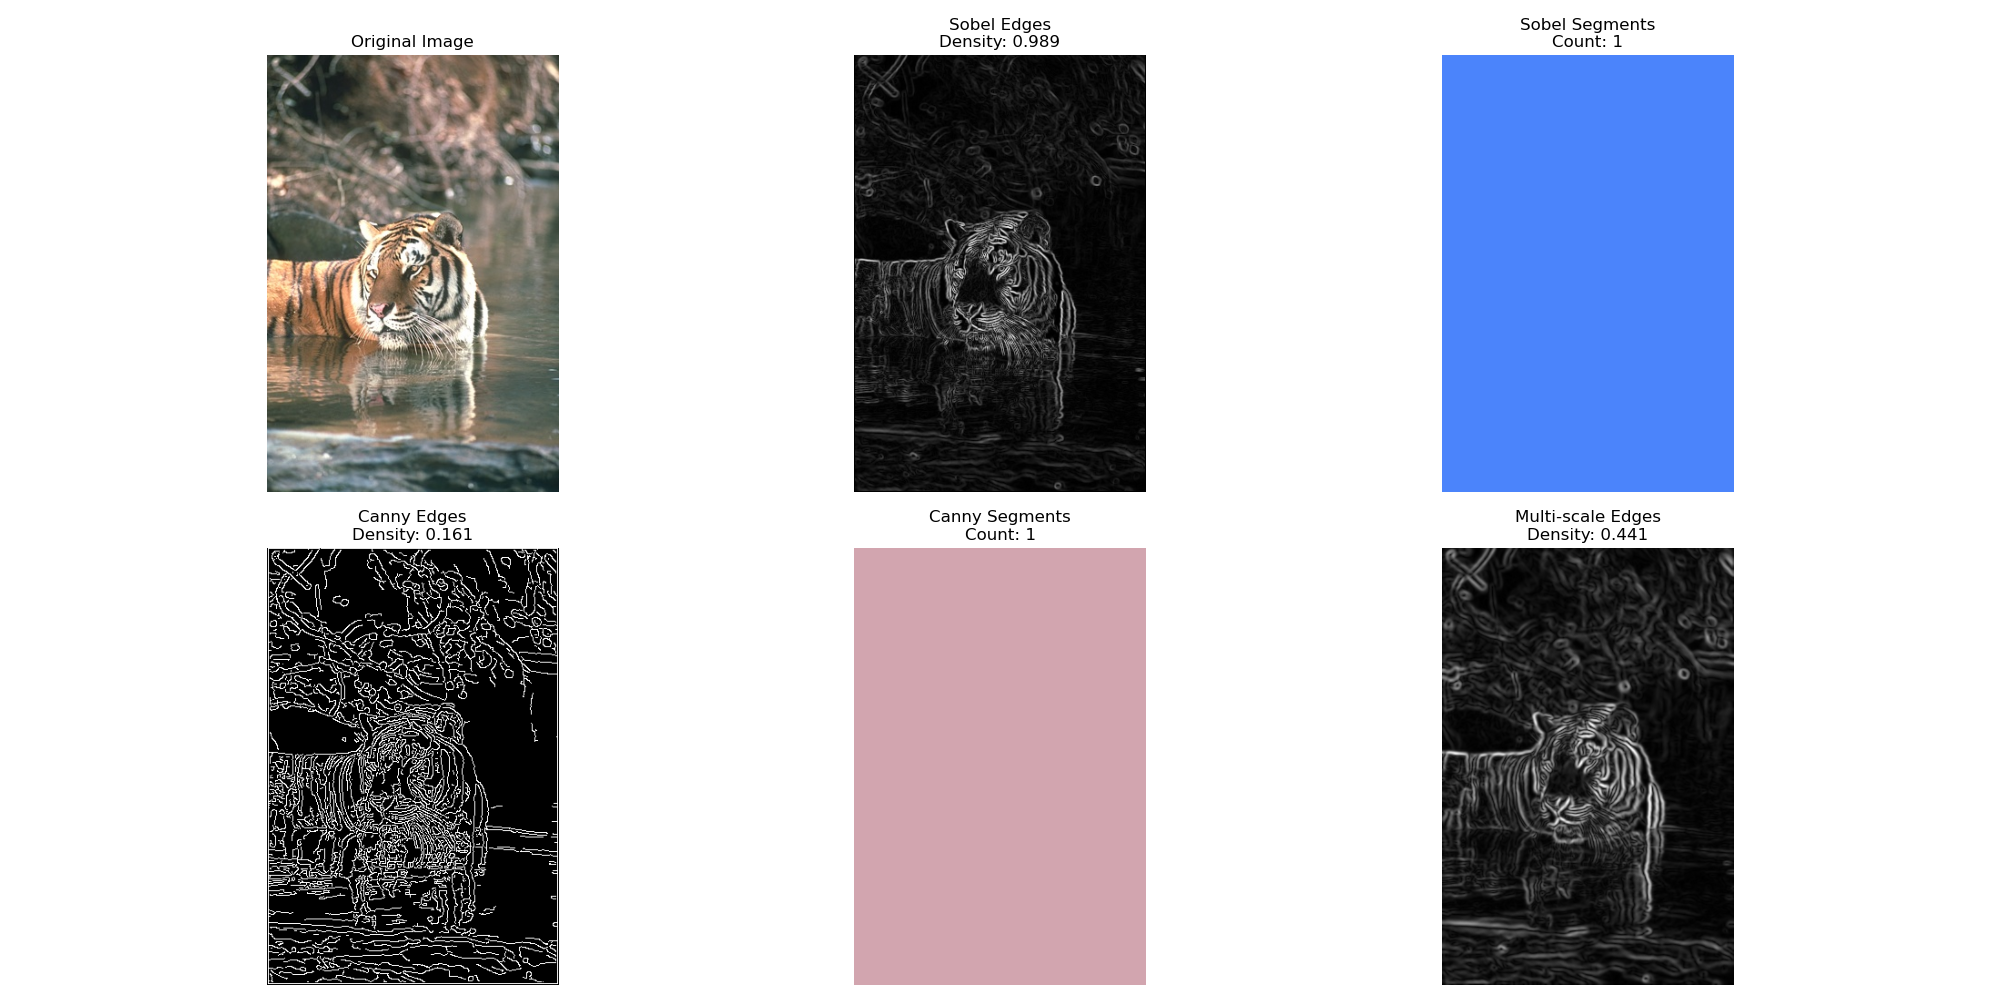 Original Image
Sobel Edges
Density: 0.989
Sobel Segments
Count: 1
Canny Edges
Density: 0.161
Canny Segments
Count: 1
Multi-scale Edges
Density: 0.441